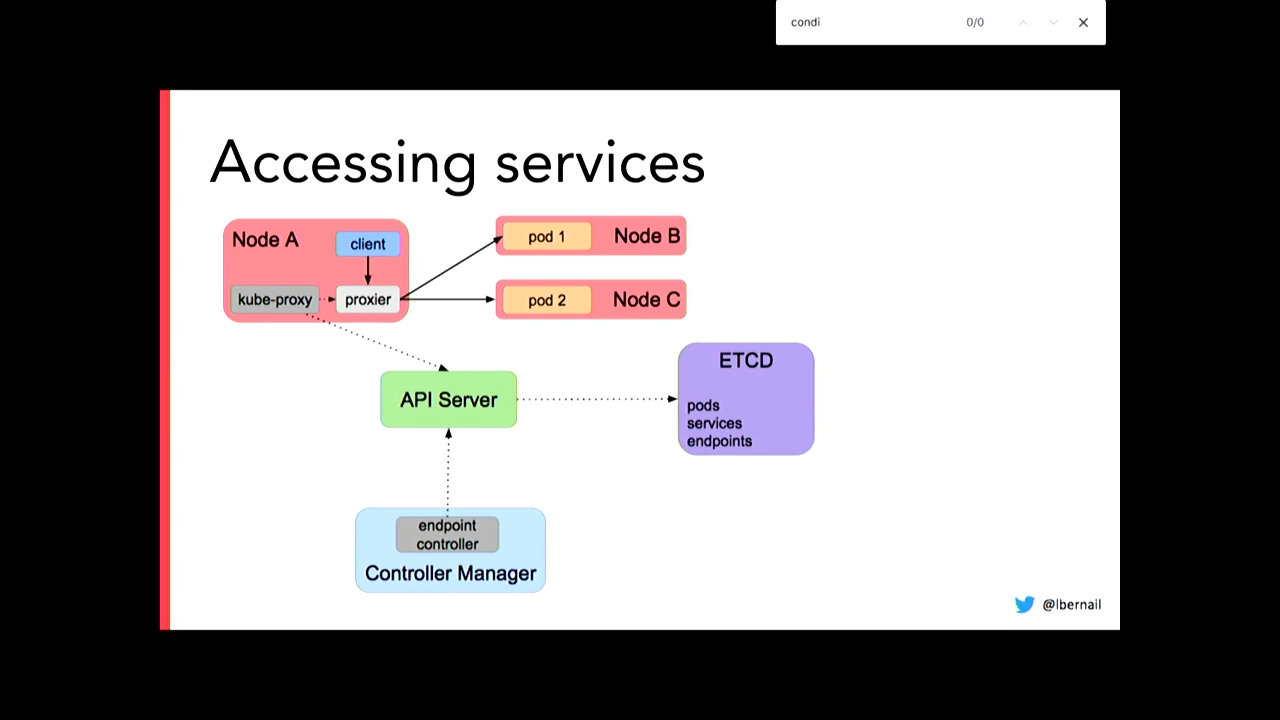 condi 0/0
Accessing services
Node A
client
kube-proxy
proxier
pod 1
Node B
pod 2
Node C
API Server
ETCD
pods
services
endpoints
endpoint
controller
Controller Manager
@lbernail